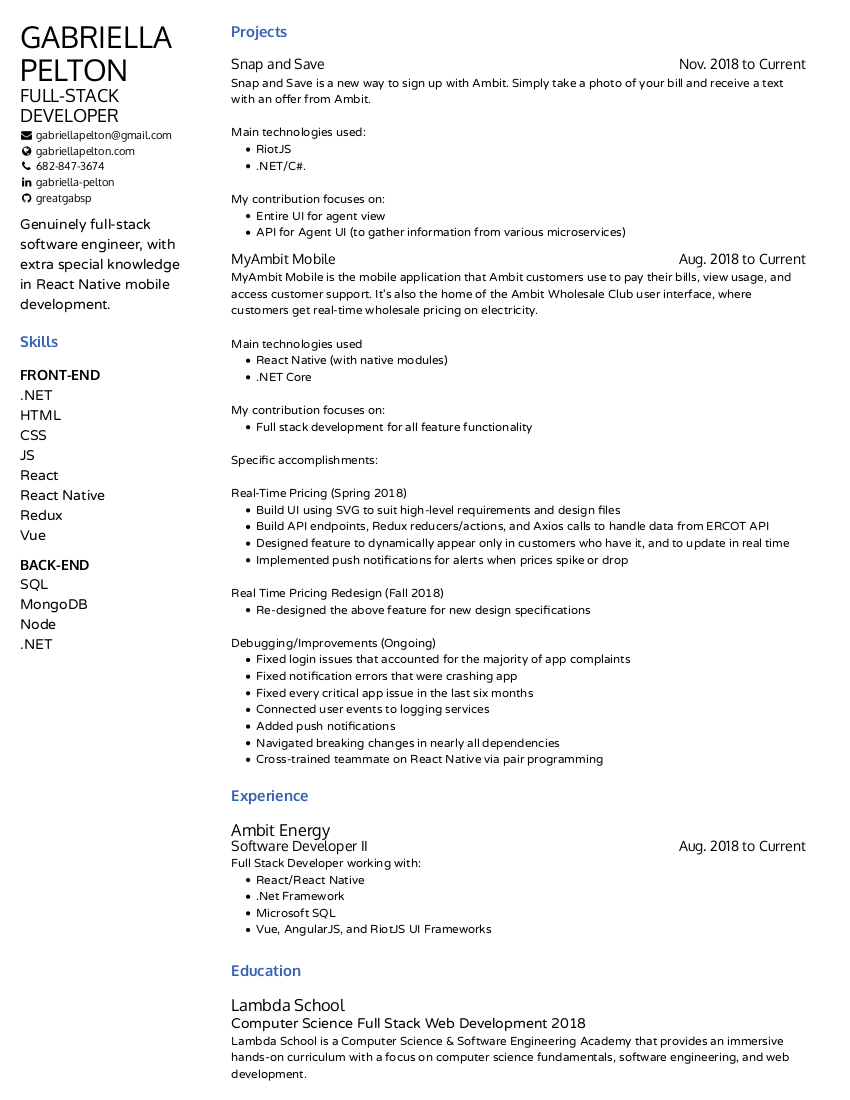 GABRIELLA
PELTON
FULL-STACK
DEVELOPER
gabriellapelton@gmail.com
gabriellapelton.com
682-847-3674
gabriella-pelton
greatgabsp
Genuinely full-stack
software engineer, with
extra special knowledge
in React Native mobile
development.
Skills
FRONT-END
.NET
HTML
CSS
JS
React
React Native
Redux
Vue
BACK-END
SQL
MongoDB
Node
.NET
Projects
Snap and Save Nov. 2018 to Current
Snap and Save is a new way to sign up with Ambit. Simply take a photo of your bill and receive a text
with an offer from Ambit.
Main technologies used:
• RiotJS
• .NET/C#.
My contribution focuses on:
• Entire UI for agent view
• API for Agent UI (to gather information from various microservices)
MyAmbit Mobile Aug. 2018 to Current
MyAmbit Mobile is the mobile application that Ambit customers use to pay their bills, view usage, and
access customer support. It's also the home of the Ambit Wholesale Club user interface, where
customers get real-time wholesale pricing on electricity.
Main technologies used
• React Native (with native modules)
• .NET Core
My contribution focuses on:
• Full stack development for all feature functionality
Specific accomplishments:
Real-Time Pricing (Spring 2018)
• Build UI using SVG to suit high-level requirements and design files
• Build API endpoints, Redux reducers/actions, and Axios calls to handle data from ERCOT API
• Designed feature to dynamically appear only in customers who have it, and to update in real time
• Implemented push notifications for alerts when prices spike or drop
Real Time Pricing Redesign (Fall 2018)
• Re-designed the above feature for new design specifications
Debugging/Improvements (Ongoing)
• Fixed login issues that accounted for the majority of app complaints
• Fixed notification errors that were crashing app
• Fixed every critical app issue in the last six months
• Connected user events to logging services
• Added push notifications
• Navigated breaking changes in nearly all dependencies
• Cross-trained teammate on React Native via pair programming
Experience
Ambit Energy
Software Developer II Aug. 2018 to Current
Full Stack Developer working with:
• React/React Native
• .Net Framework
• Microsoft SQL
• Vue, AngularJS, and RiotJS UI Frameworks
Education
Lambda School
Computer Science Full Stack Web Development 2018
Lambda School is a Computer Science & Software Engineering Academy that provides an immersive
hands-on curriculum with a focus on computer science fundamentals, software engineering, and web
development.